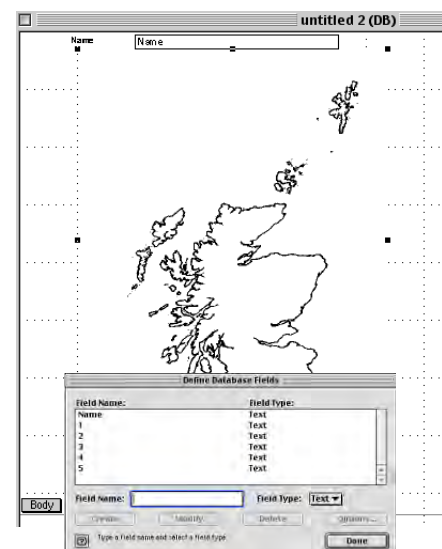 untitled 2 (DB)
Name Name
Define Database Fields
Field Name: Field Type:
Name Text
1 Text
2 Text
3 Text
4 Text
5 Text
Field Name: Field Type: Text
Create Modify Delete Options...
Type a field name and select a field type
Done
Body